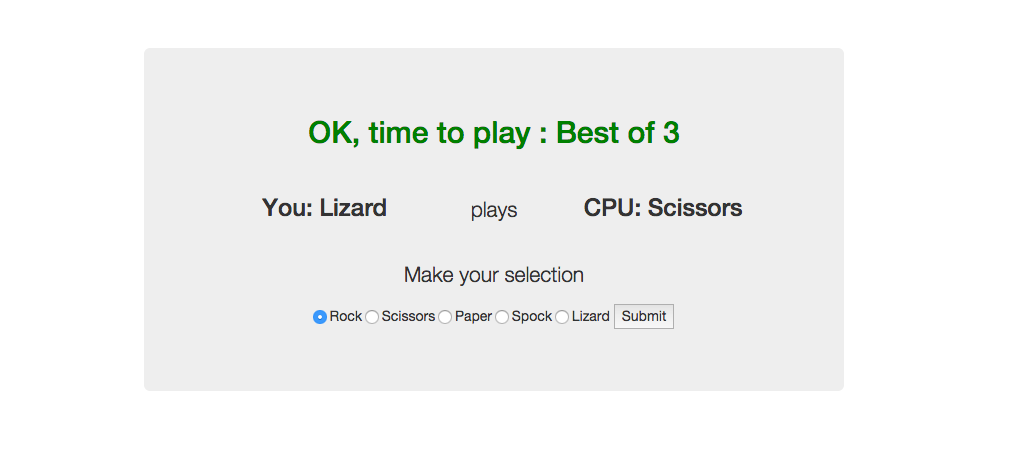 OK, time to play : Best of 3
You: Lizard plays CPU: Scissors
Make your selection
Rock Scissors Paper Spock Lizard Submit